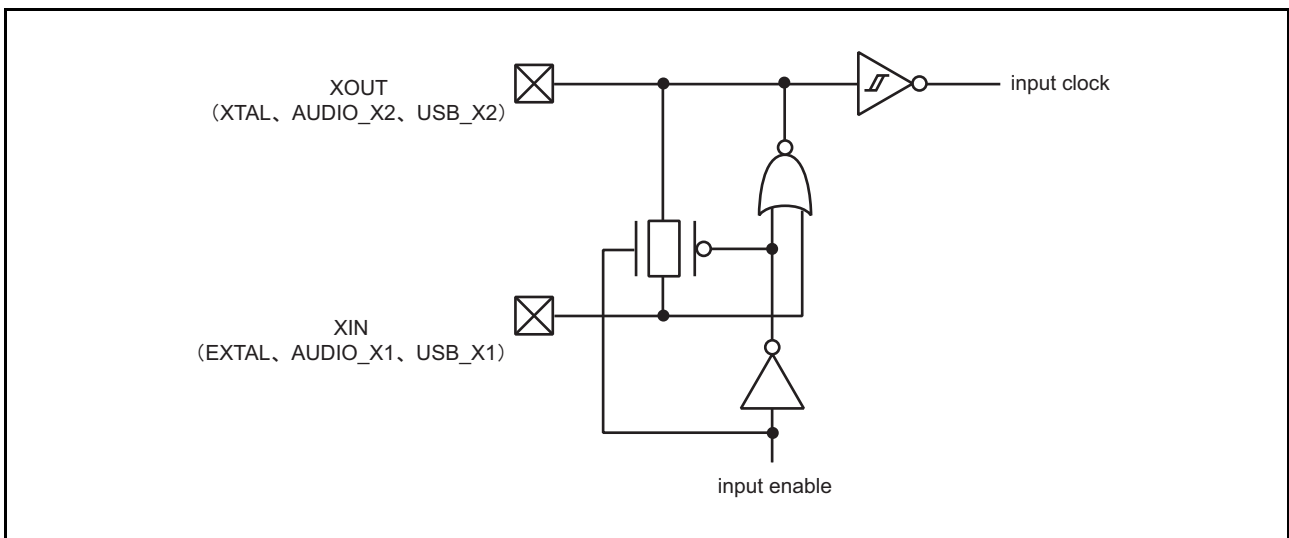 XOUT
（XTAL、AUDIO_X2、USB_X2）
input clock
XIN
（EXTAL、AUDIO_X1、USB_X1）
input enable